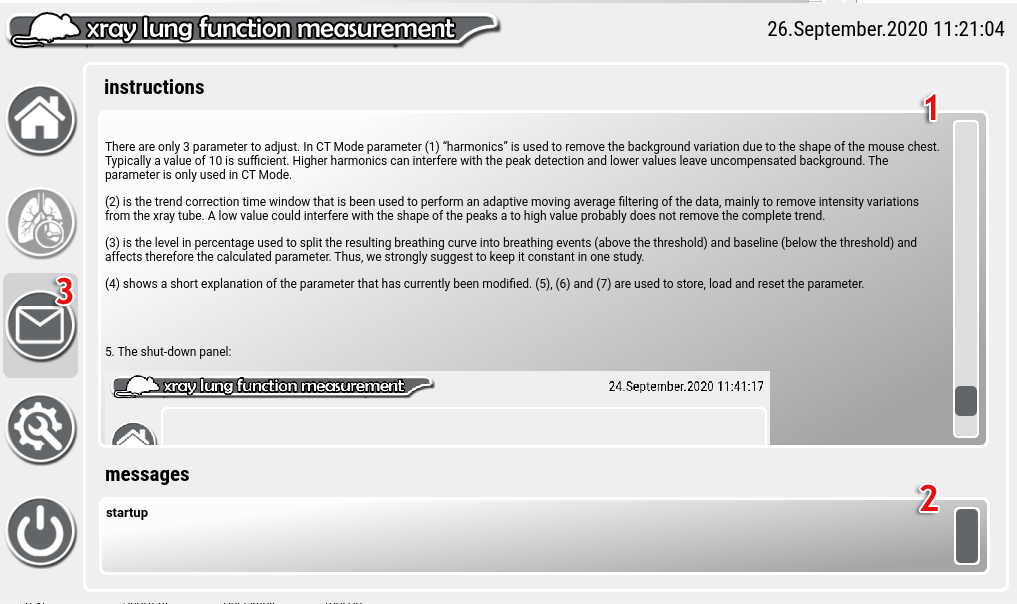 xray lung function measurement
26.September.2020 11:21:04
instructions
1
There are only 3 parameter to adjust. In CT Mode parameter (1) “harmonics” is used to remove the background variation due to the shape of the mouse chest.
Typically a value of 10 is sufficient. Higher harmonics can interfere with the peak detection and lower values leave uncompensated background. The
parameter is only used in CT Mode.
(2) is the trend correction time window that is been used to perform an adaptive moving average filtering of the data, mainly to remove intensity variations
from the xray tube. A low value could interfere with the shape of the peaks a to high value probably does not remove the complete trend.
(3) is the level in percentage used to split the resulting breathing curve into breathing events (above the threshold) and baseline (below the threshold) and
affects therefore the calculated parameter. Thus, we strongly suggest to keep it constant in one study.
3
(4) shows a short explanation of the parameter that has currently been modified. (5), (6) and (7) are used to store, load and reset the parameter.
5. The shut-down panel:
xray lung function measurement
24.September.2020 11:41:17
messages
2
startup